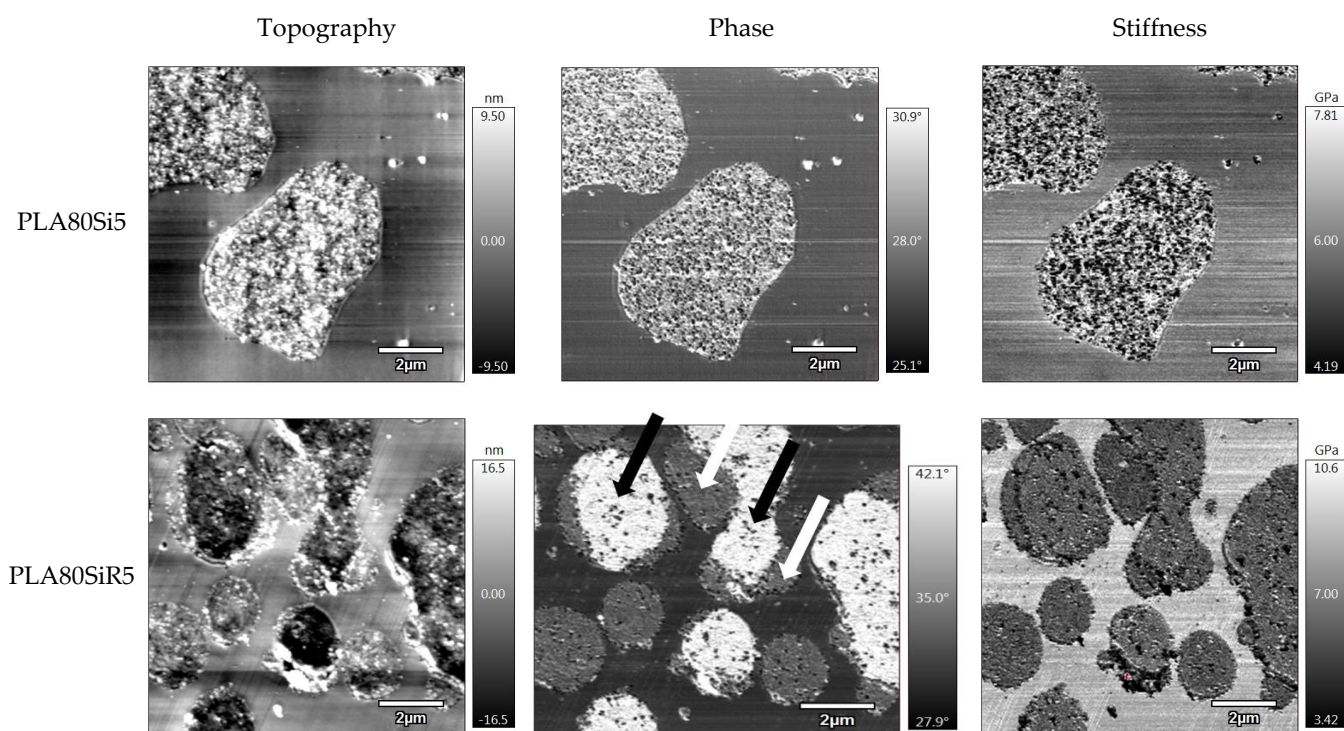 Topography Phase Stiffness
PLA80Si5
nm
9.50
0.00
-9.50
2µm
30.9°
28.0°
25.1°
2µm
GPa
7.81
6.00
4.19
2µm
PLA80SiR5
nm
16.5
0.00
-16.5
2µm
42.1°
35.0°
27.9°
2µm
GPa
10.6
7.00
3.42
2µm